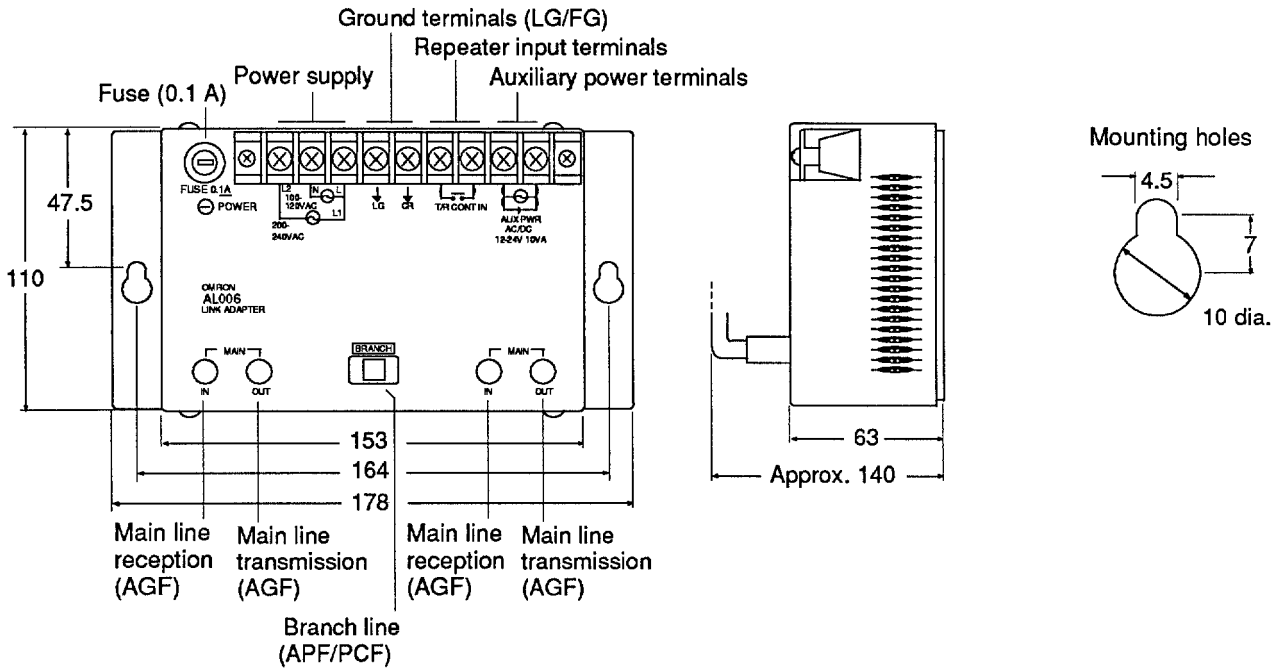 Ground terminals (LG/FG)
Repeater input terminals
Power supply
Auxiliary power terminals
Fuse (0.1 A)
Mounting holes
FUSE 0.1A
POWER
L2
N
L
100-
120VAC
L1
200-
240VAC
LG
GR
T/R CONT IN
AUX PWR
AC/DC
12-24V 10VA
47.5
110
4.5
7
10 dia.
OMRON
AL006
LINK ADAPTER
MAIN
IN
OUT
BRANCH
MAIN
IN
OUT
153
164
178
63
Approx. 140
Main line
reception
(AGF)
Main line
transmission
(AGF)
Main line
reception
(AGF)
Main line
transmission
(AGF)
Branch line
(APF/PCF)